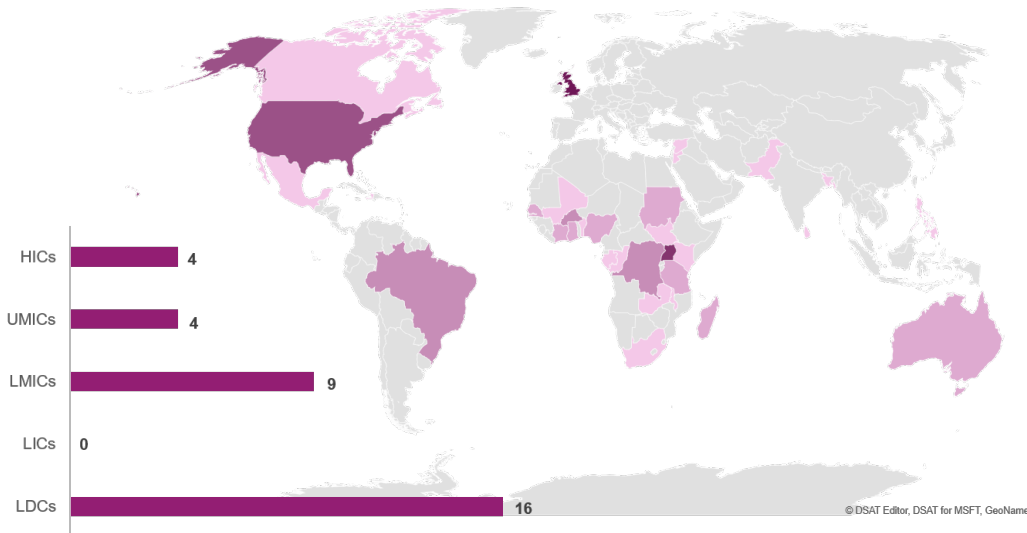 HICs 4
UMICs 4
LMICs 9
LICs 0
LDCs 16
© DSAT Editor, DSAT for MSFT, GeoName